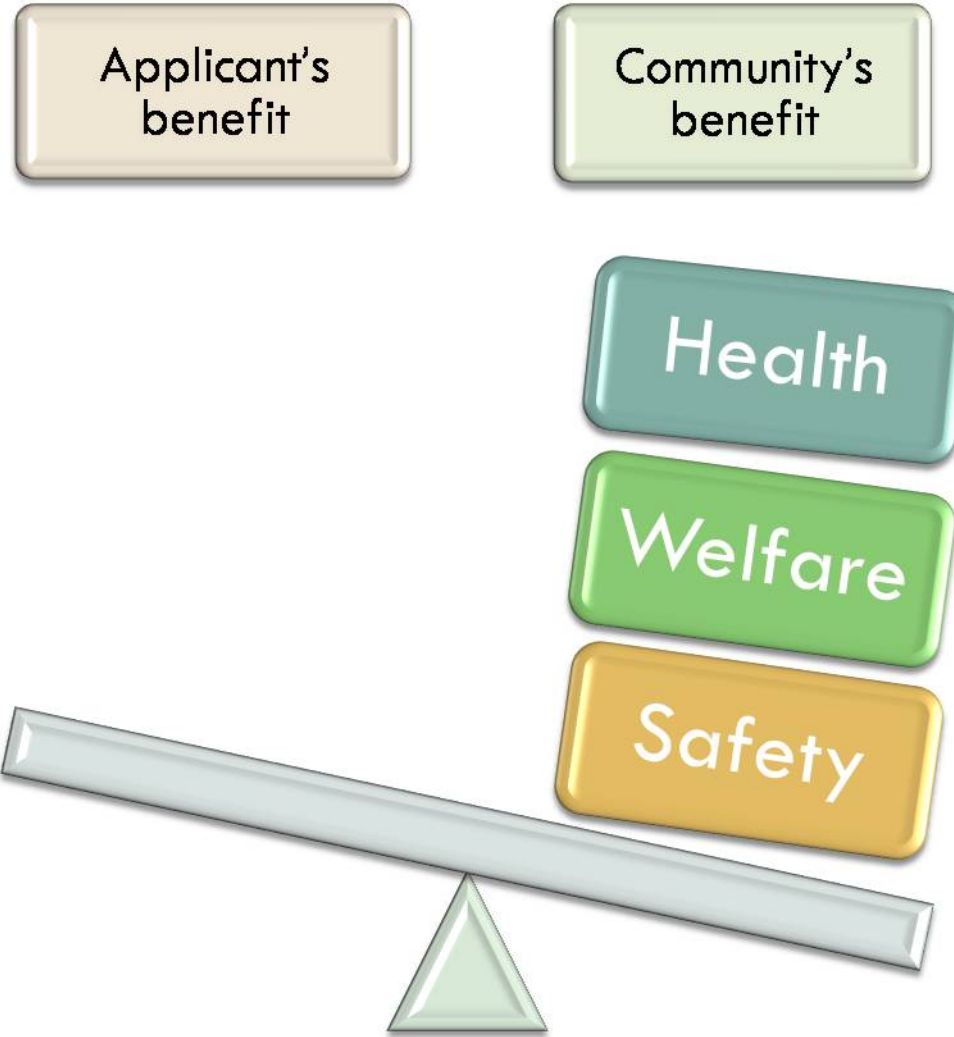 Applicant's
benefit
Community's
benefit
Health
Welfare
Safety